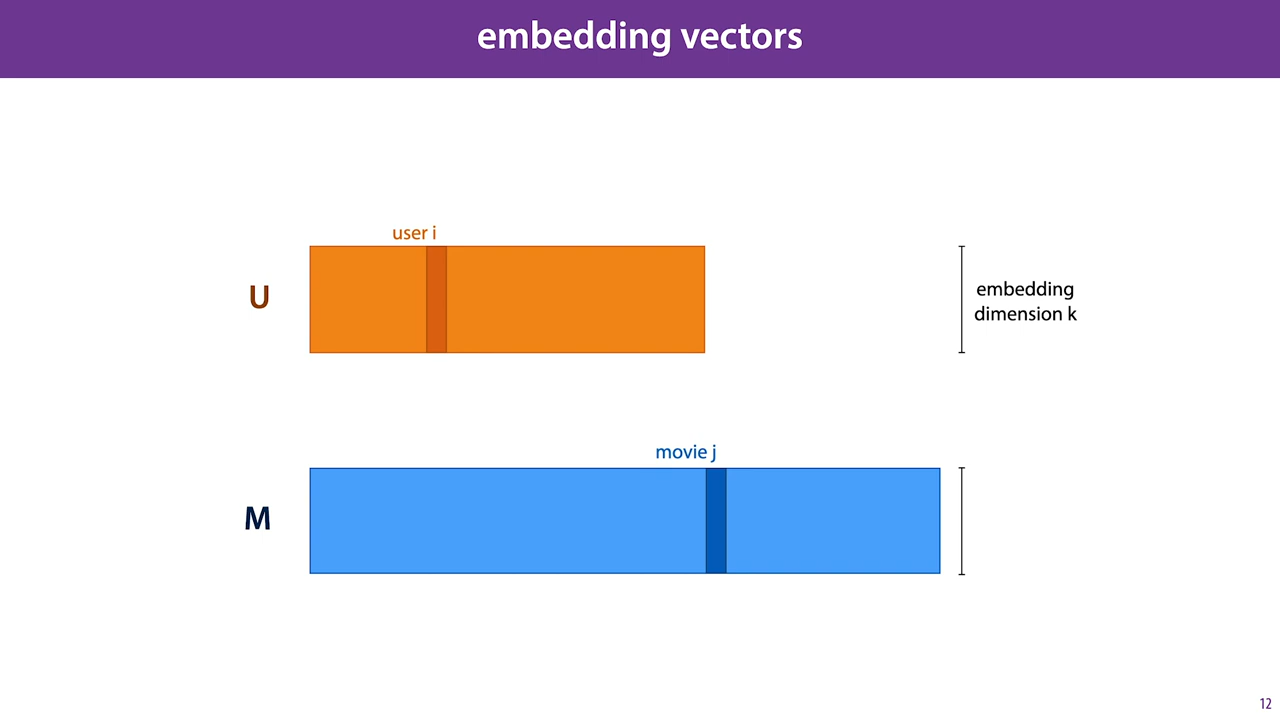 embedding vectors
user i
U
embedding
dimension k
movie j
M
12